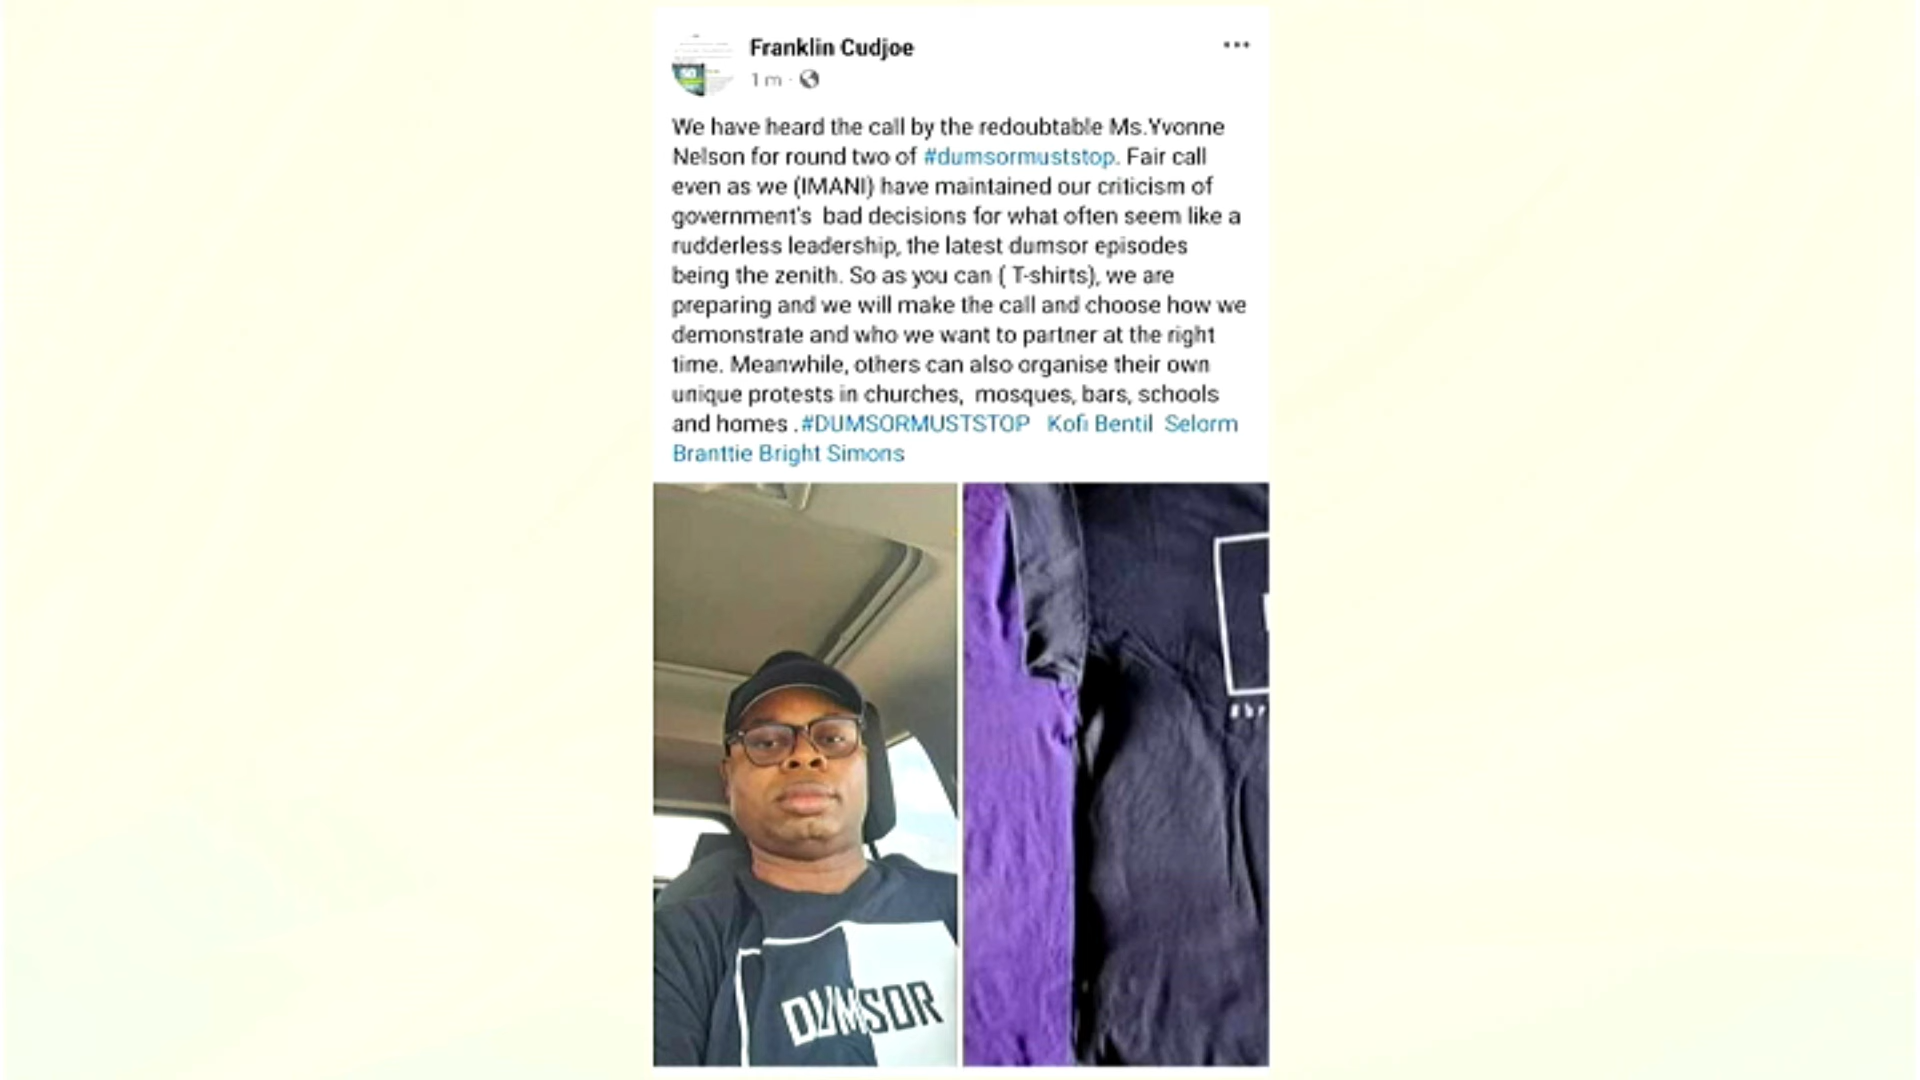 Franklin Cudjoe
1 m ·
We have heard the call by the redoubtable Ms.Yvonne
Nelson for round two of #dumsormuststop. Fair call
even as we (IMANI) have maintained our criticism of
government's bad decisions for what often seem like a
rudderless leadership, the latest dumsor episodes
being the zenith. So as you can ( T-shirts), we are
preparing and we will make the call and choose how we
demonstrate and who we want to partner at the right
time. Meanwhile, others can also organise their own
unique protests in churches, mosques, bars, schools
and homes .#DUMSORMUSTSTOP Kofi Bentil Selorm
Branttie Bright Simons
DUMSOR